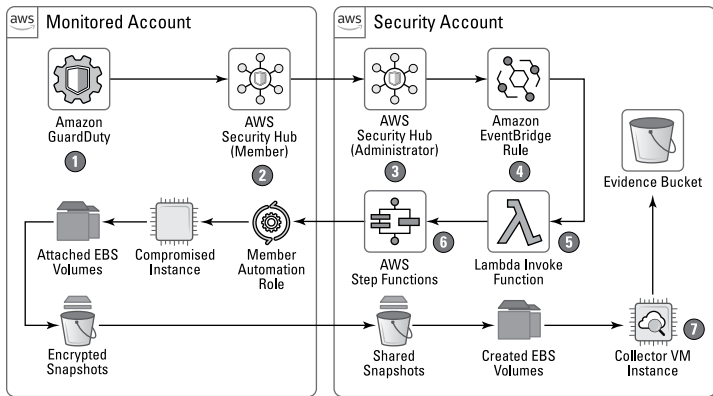 aws
Monitored Account
aws
Security Account
Amazon
GuardDuty
1
AWS
Security Hub
(Member)
2
AWS
Security Hub
(Administrator)
3
Amazon
EventBridge
Rule
4
Evidence Bucket
Attached EBS
Volumes
Compromised
Instance
Member
Automation
Role
AWS
Step Functions
6
Lambda Invoke
Function
5
Encrypted
Snapshots
Shared
Snapshots
Created EBS
Volumes
Collector VM
Instance
7